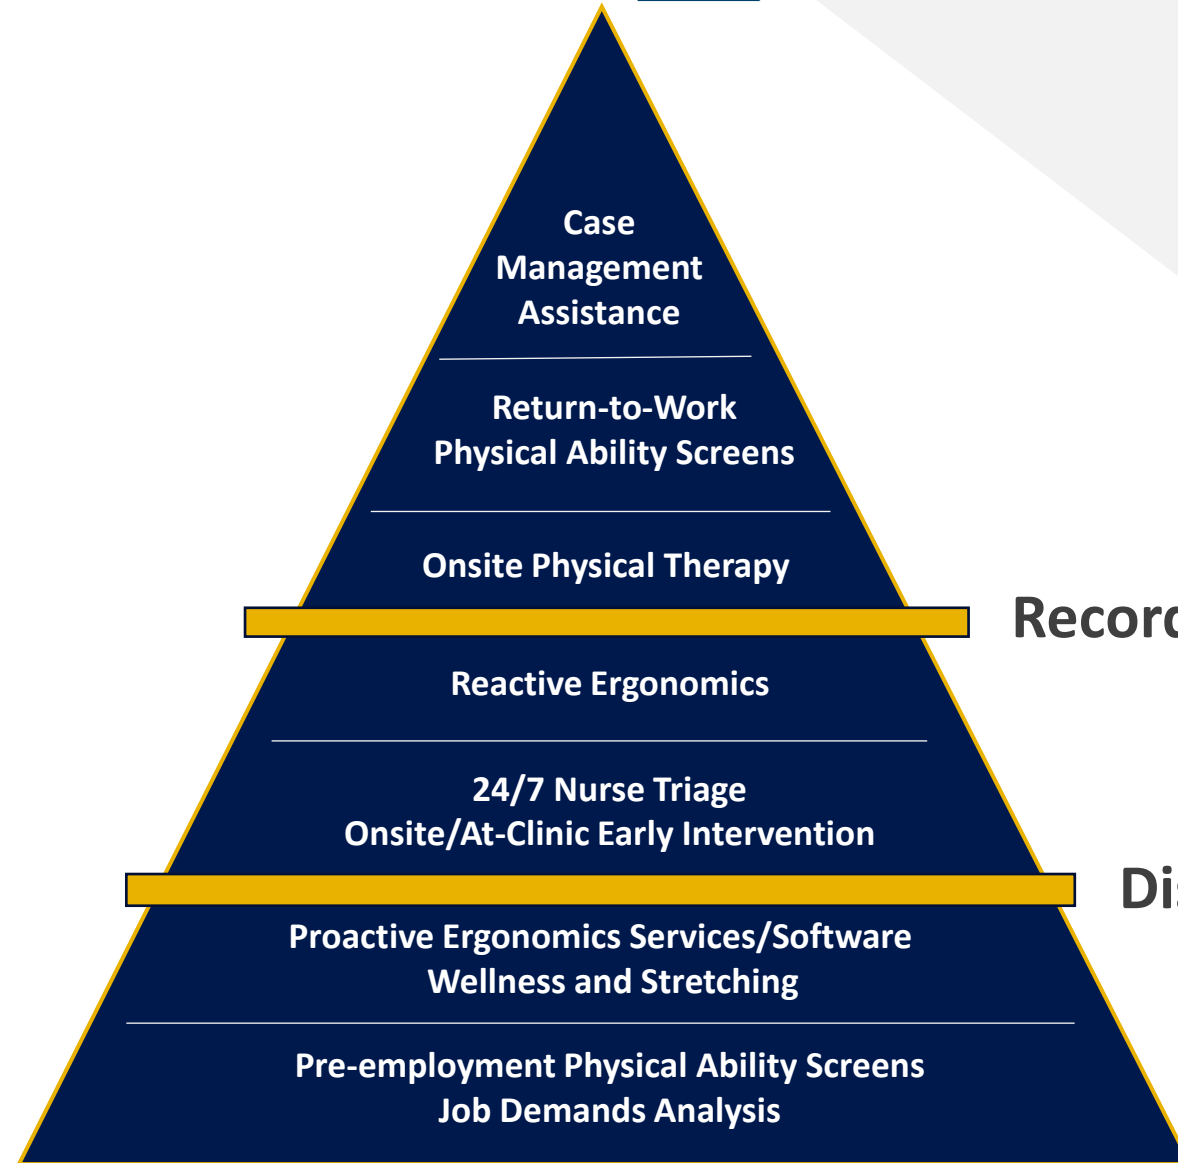 Case
Management
Assistance
Return-to-Work
Physical Ability Screens
Onsite Physical Therapy
Reactive Ergonomics
24/7 Nurse Triage
Onsite/At-Clinic Early Intervention
Proactive Ergonomics Services/Software
Wellness and Stretching
Pre-employment Physical Ability Screens
Job Demands Analysis